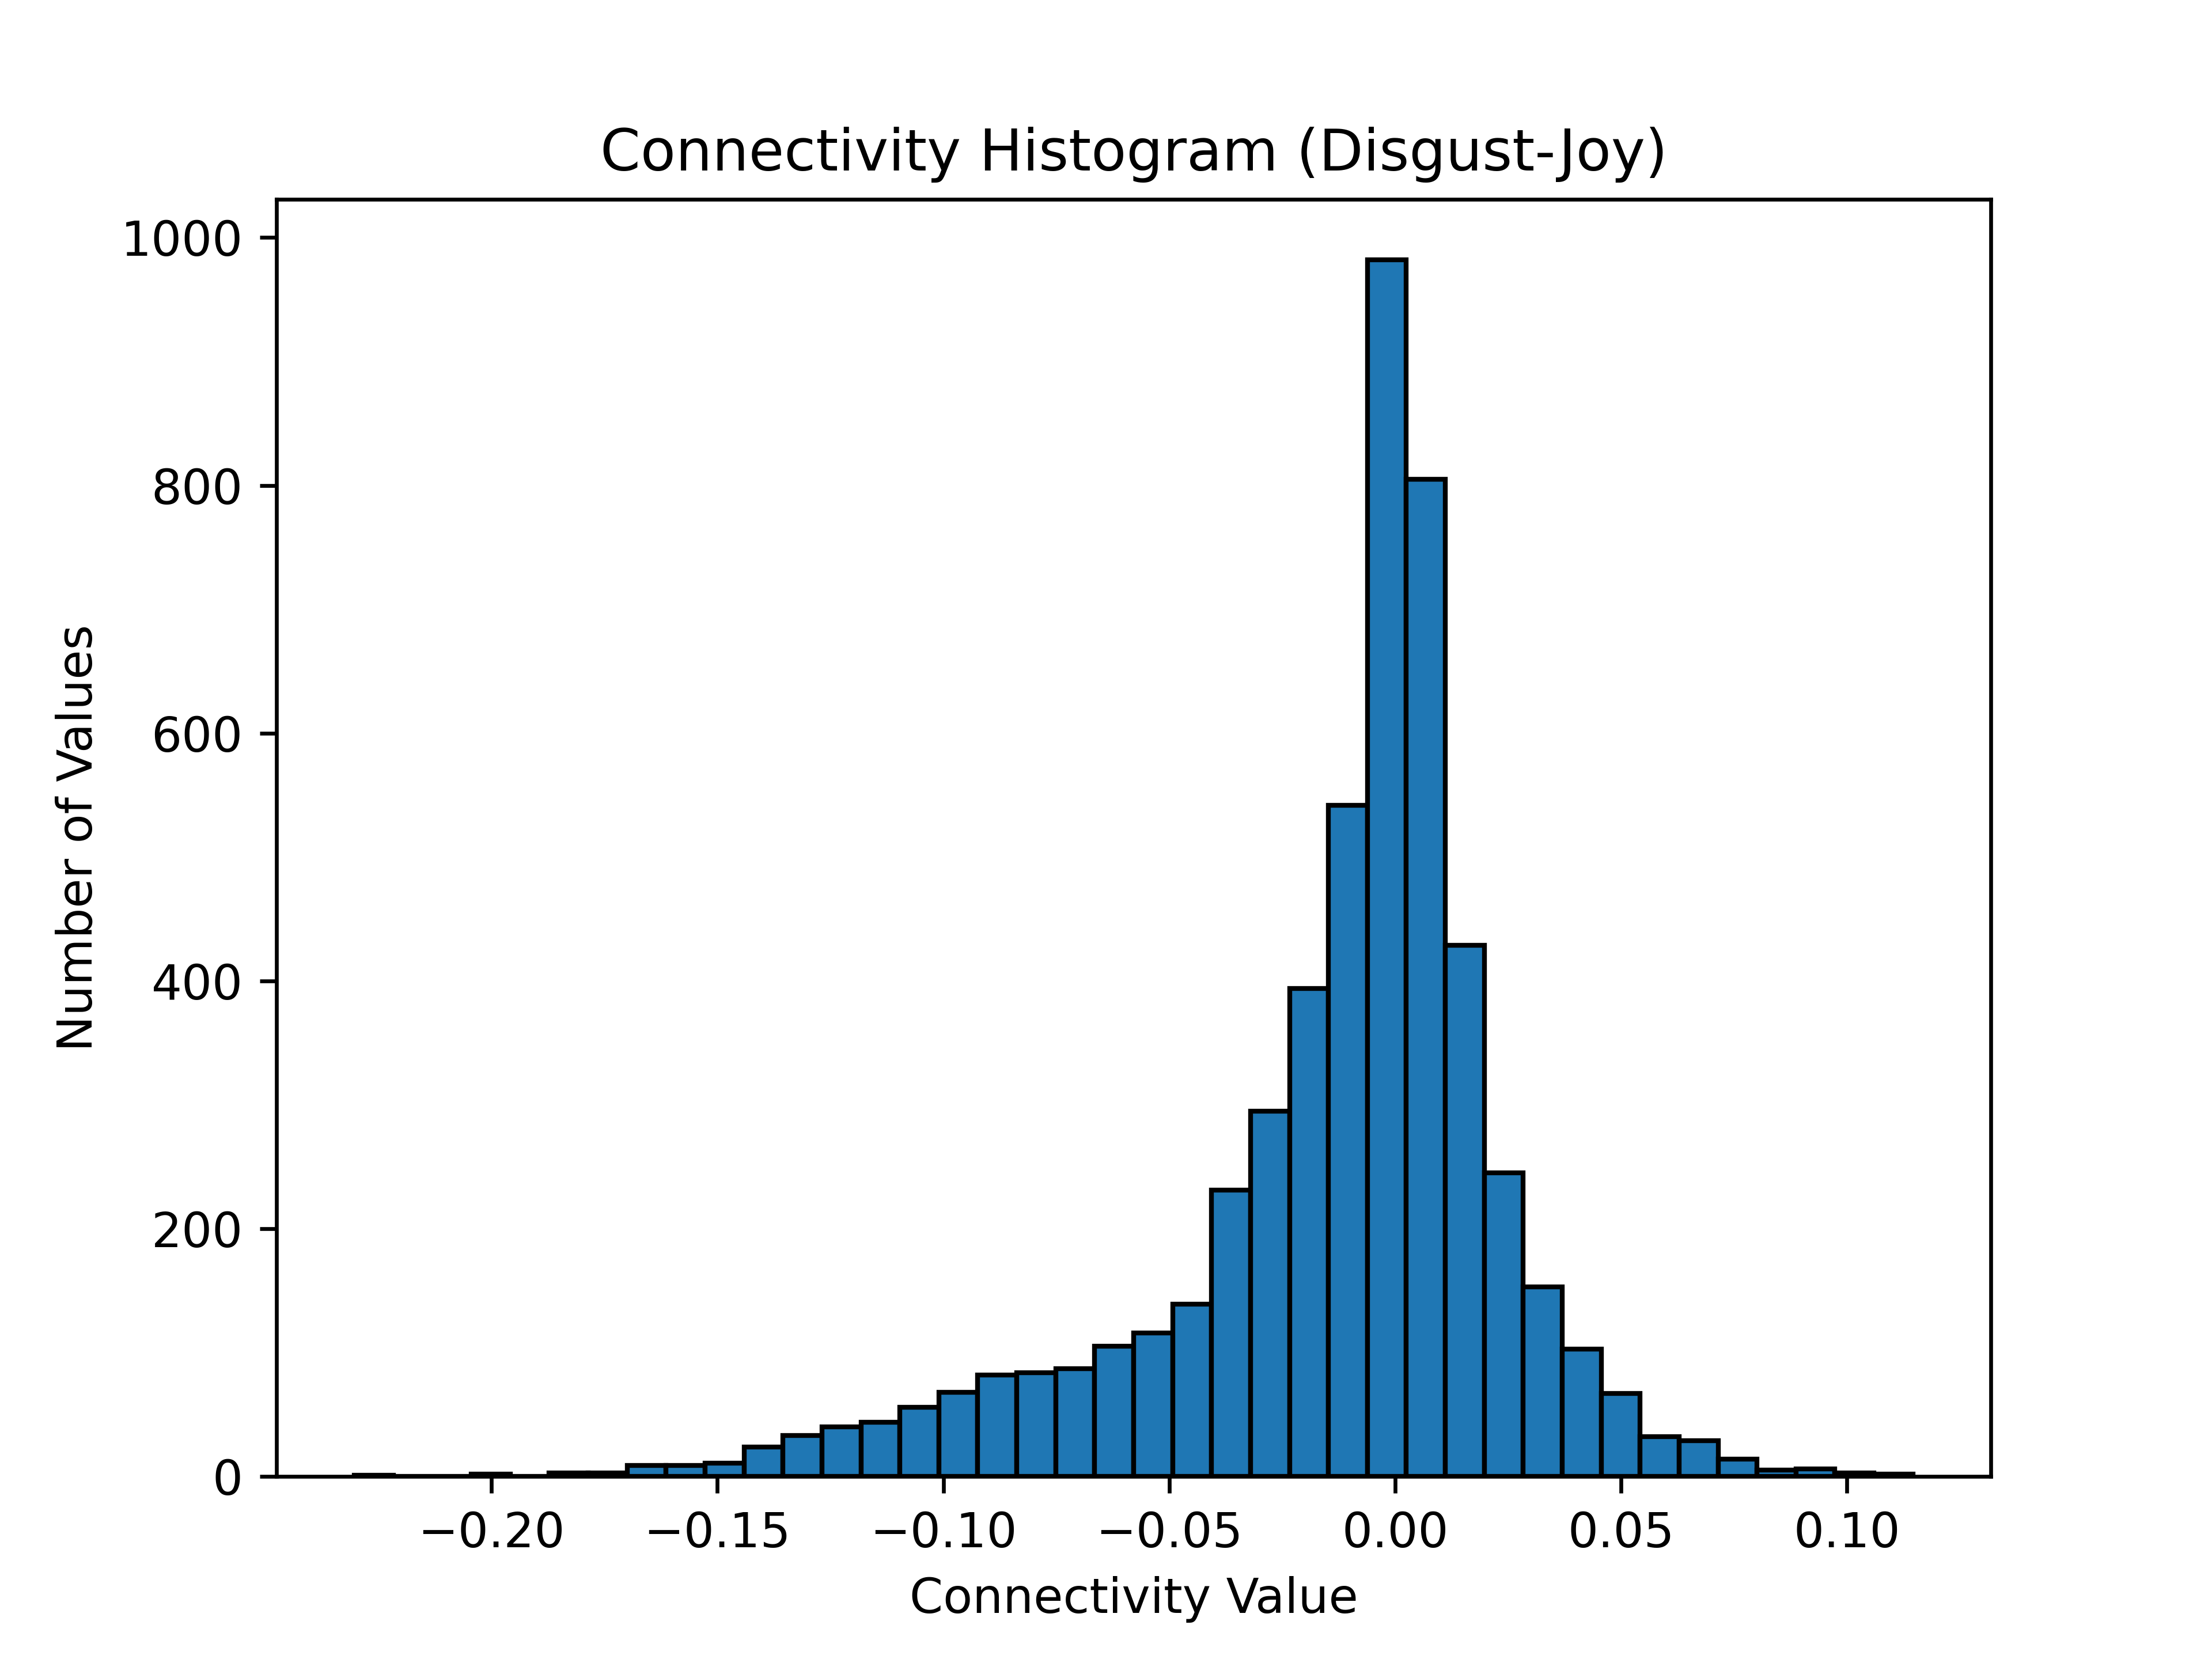 Connectivity Histogram (Disgust-Joy)
1000
800
600
400
200
0
Number of Values
−0.20 −0.15 −0.10 −0.05 0.00 0.05 0.10
Connectivity Value